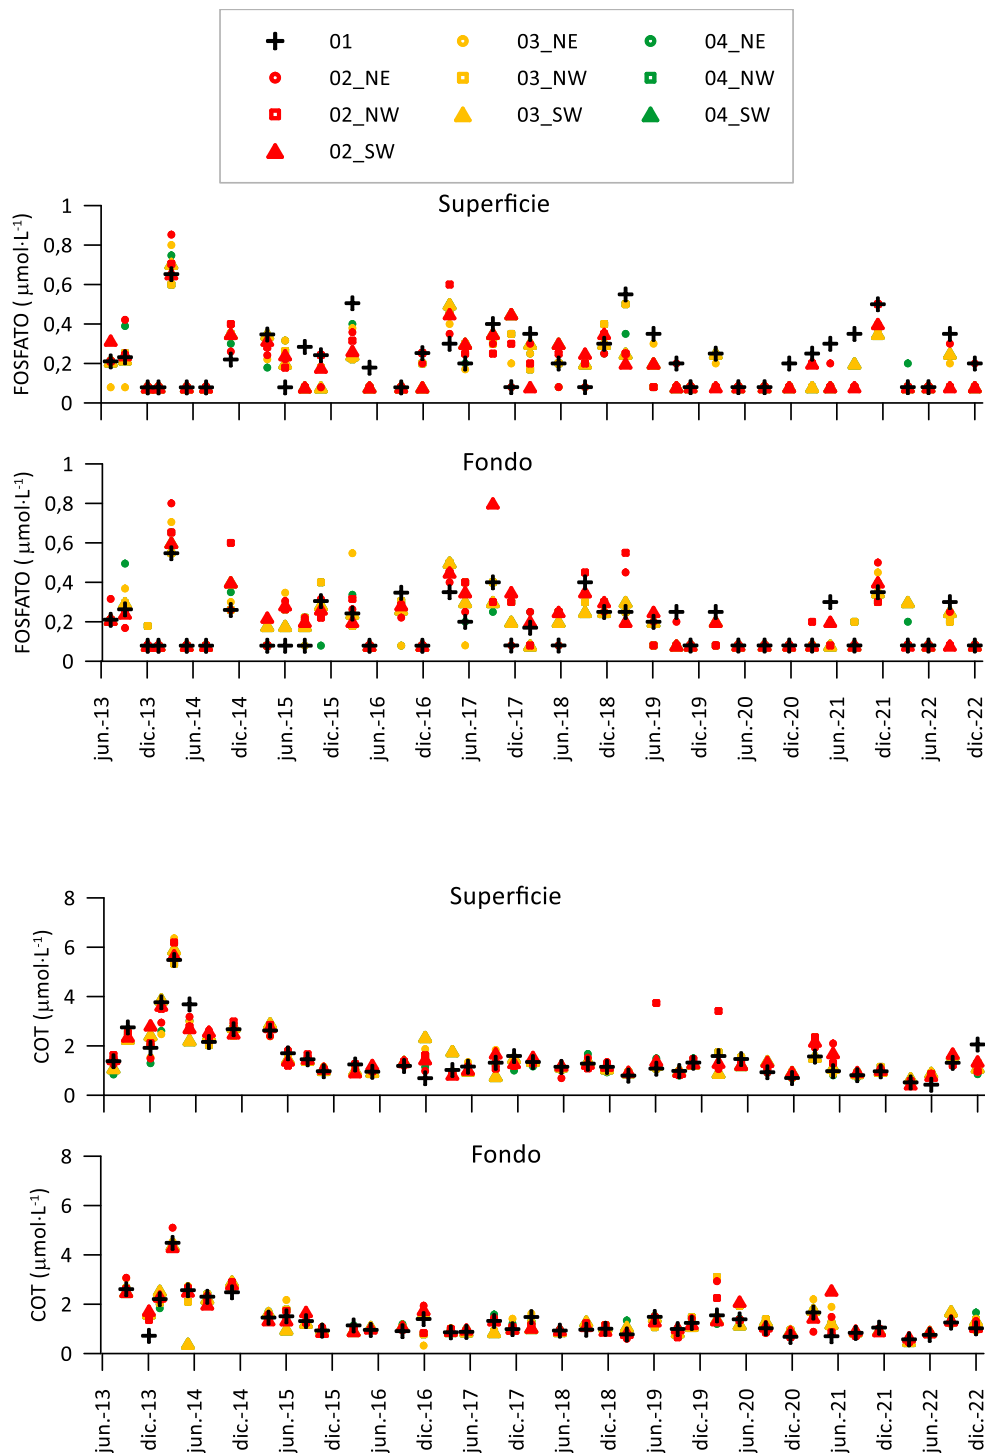 01 03_NE 04_NE
02_NE 03_NW 04_NW
02_NW 03_SW 04_SW
02_SW
Superficie
FOSFATO ( µmol·L⁻¹)
1
0,8
0,6
0,4
0,2
0
Fondo
FOSFATO ( µmol·L⁻¹)
1
0,8
0,6
0,4
0,2
0
jun.-13 dic.-13 jun.-14 dic.-14 jun.-15 dic.-15 jun.-16 dic.-16 jun.-17 dic.-17 jun.-18 dic.-18 jun.-19 dic.-19 jun.-20 dic.-20 jun.-21 dic.-21 jun.-22 dic.-22
Superficie
COT (µmol·L⁻¹)
8
6
4
2
0
Fondo
COT (µmol·L⁻¹)
8
6
4
2
0
jun.-13 dic.-13 jun.-14 dic.-14 jun.-15 dic.-15 jun.-16 dic.-16 jun.-17 dic.-17 jun.-18 dic.-18 jun.-19 dic.-19 jun.-20 dic.-20 jun.-21 dic.-21 jun.-22 dic.-22